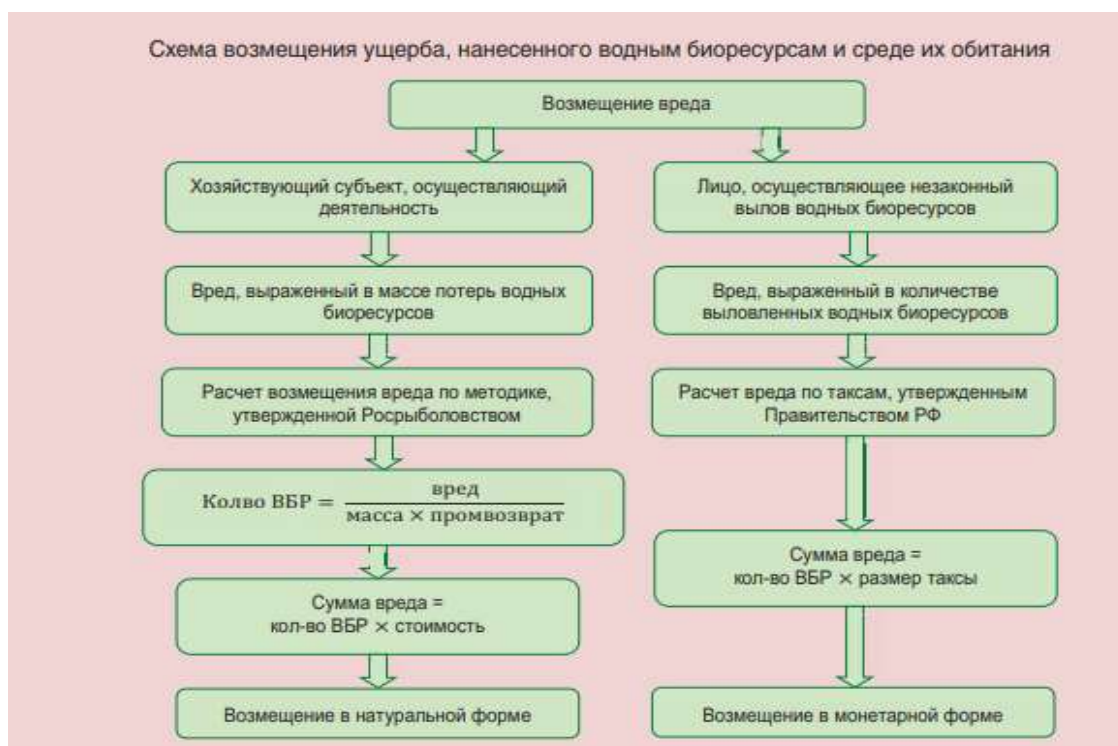 Схема возмещения ущерба, нанесенного водным биоресурсам и среде их обитания
Возмещение вреда
Хозяйствующий субъект, осуществляющий
деятельность
Вред, выраженный в массе потерь водных
биоресурсов
Расчет возмещения вреда по методике,
утвержденной Росрыболовством
Колво ВБР = вред
масса × промвозврат
Сумма вреда =
кол-во ВБР × стоимость
Возмещение в натуральной форме
Лицо, осуществляющее незаконный
вылов водных биоресурсов
Вред, выраженный в количестве
выловленных водных биоресурсов
Расчет вреда по таксам, утвержденным
Правительством РФ
Сумма вреда =
кол-во ВБР × размер таксы
Возмещение в монетарной форме